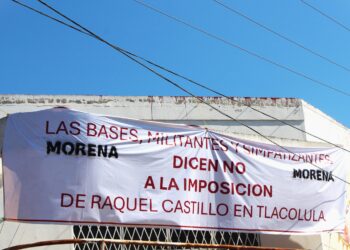 LAS BASES, MILITANTES Y SIMPATIZANTES,
MORENA DICEN NO MORENA
A LA IMPOSICION
DE RAQUEL CASTILLO EN TLACOLULA